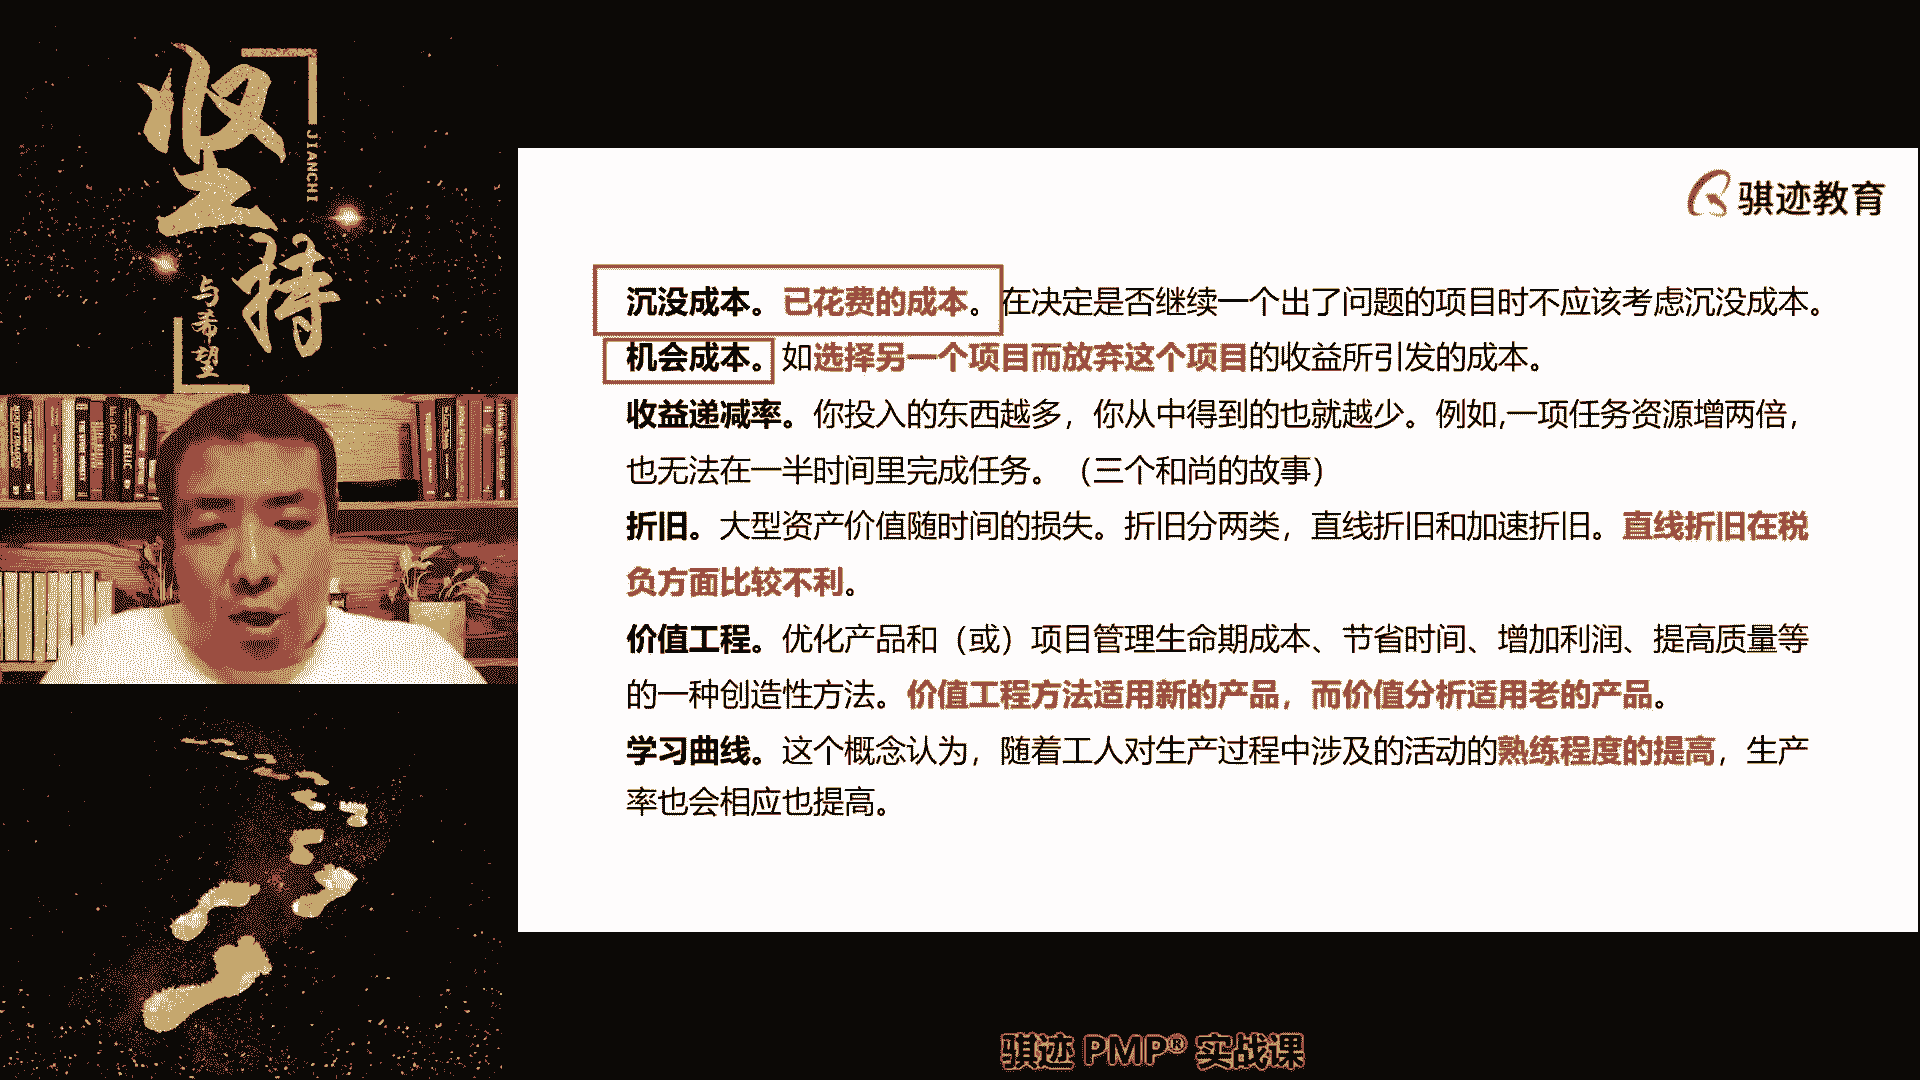 坚持
JIANCHI
与希望
骐迹教育
沉没成本。已花费的成本。在决定是否继续一个出了问题的项目时不应该考虑沉没成本。
机会成本。如选择另一个项目而放弃这个项目的收益所引发的成本。
收益递减率。你投入的东西越多，你从中得到的也就越少。例如,一项任务资源增两倍，
也无法在一半时间里完成任务。（三个和尚的故事）
折旧。大型资产价值随时间的损失。折旧分两类，直线折旧和加速折旧。直线折旧在税
负方面比较不利。
价值工程。优化产品和（或）项目管理生命期成本、节省时间、增加利润、提高质量等
的一种创造性方法。价值工程方法适用新的产品，而价值分析适用老的产品。
学习曲线。这个概念认为，随着工人对生产过程中涉及的活动的熟练程度的提高，生产
率也会相应也提高。
骐迹 PMP® 实战课